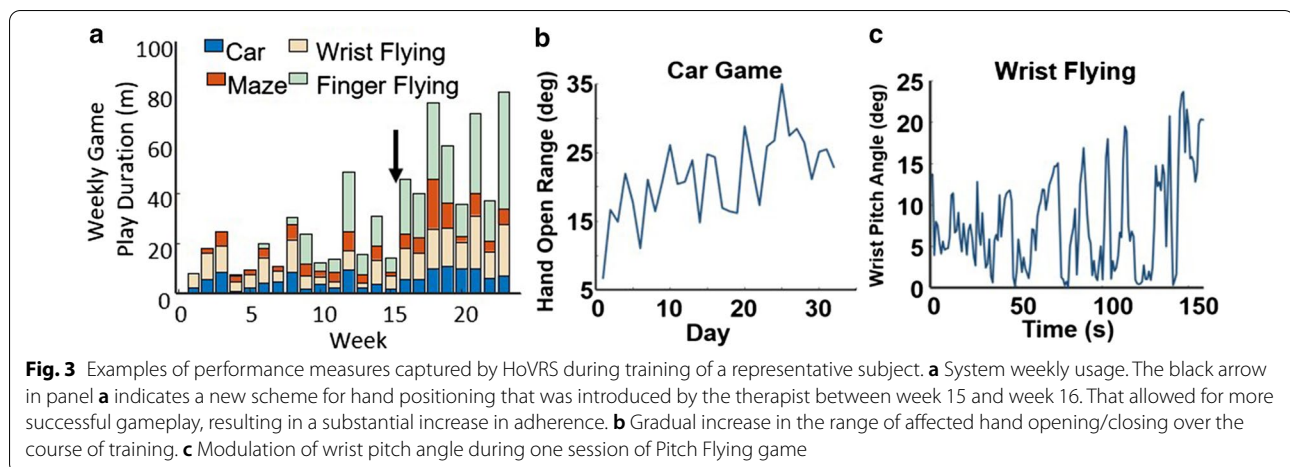 a
Weekly Game
Play Duration (m)
100
80
60
40
20
0
Car
Wrist Flying
Maze
Finger Flying
0
5
10
15
20
Week
b
Car Game
Hand Open Range (deg)
35
25
15
5
0
10
20
30
Day
c
Wrist Flying
Wrist Pitch Angle (deg)
25
20
15
10
5
0
0
50
100
150
Time (s)
Fig. 3 Examples of performance measures captured by HoVRS during training of a representative subject. a System weekly usage. The black arrow
in panel a indicates a new scheme for hand positioning that was introduced by the therapist between week 15 and week 16. That allowed for more
successful gameplay, resulting in a substantial increase in adherence. b Gradual increase in the range of affected hand opening/closing over the
course of training. c Modulation of wrist pitch angle during one session of Pitch Flying game